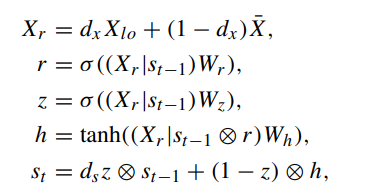 X_r = d_x X_{lo} + (1 − d_x) X̄,
r = σ((X_r|s_{t−1})W_r),
z = σ((X_r|s_{t−1})W_z),
h = tanh((X_r|s_{t−1} ⊗ r)W_h),
s_t = d_s z ⊗ s_{t−1} + (1 − z) ⊗ h,